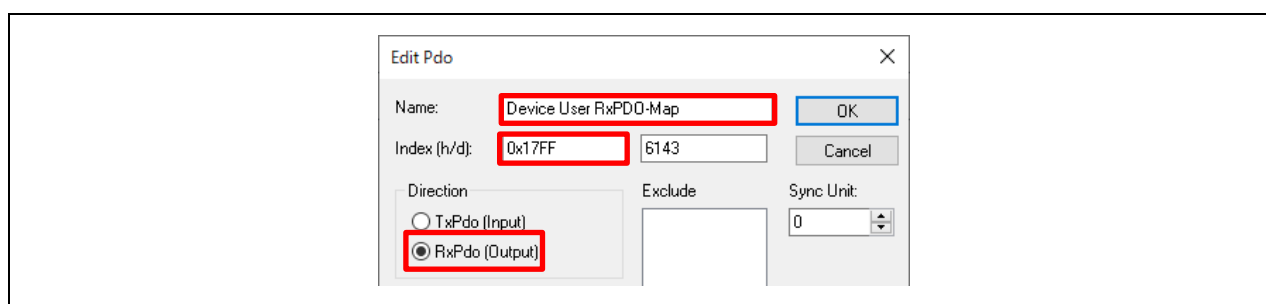 Edit Pdo
Name: Device User RxPDO-Map OK
Index (h/d): 0x17FF 6143 Cancel
Direction Exclude Sync Unit:
TxPdo (Input) 0
RxPdo (Output)